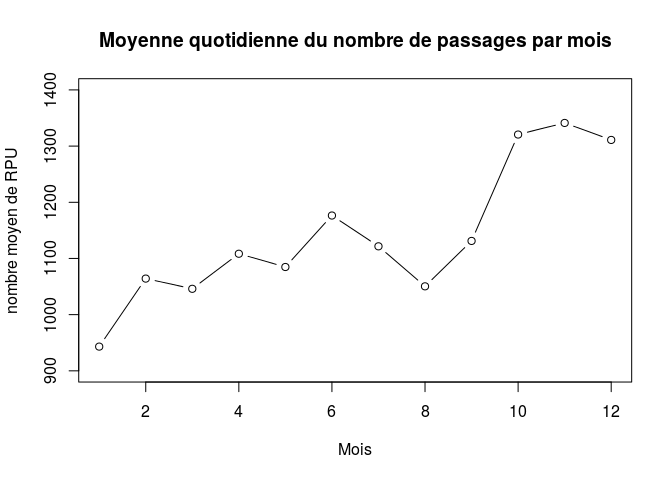 Moyenne quotidienne du nombre de passages par mois
nombre moyen de RPU
1400
1300
1200
1100
1000
900
2 4 6 8 10 12
Mois